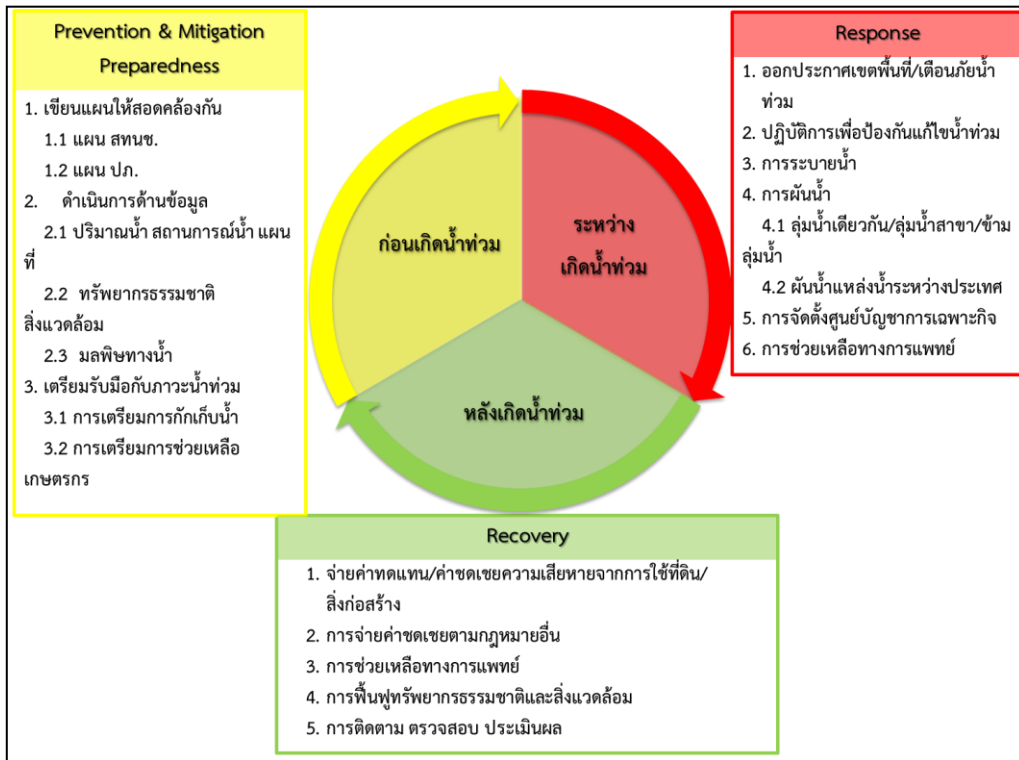 Prevention & Mitigation
Preparedness
1. เขียนแผนให้สอดคล้องกัน
1.1 แผน สทนช.
1.2 แผน ปภ.
2. ดำเนินการด้านข้อมูล
2.1 ปริมาณน้ำ สถานการณ์น้ำ แผน
ที่
2.2 ทรัพยากรธรรมชาติ
สิ่งแวดล้อม
2.3 มลพิษทางน้ำ
3. เตรียมรับมือกับภาวะน้ำท่วม
3.1 การเตรียมการกักเก็บน้ำ
3.2 การเตรียมการช่วยเหลือ
เกษตรกร
ก่อนเกิดน้ำท่วม
ระหว่าง
เกิดน้ำท่วม
หลังเกิดน้ำท่วม
Response
1. ออกประกาศเขตพื้นที่/เตือนภัยน้ำ
ท่วม
2. ปฏิบัติการเพื่อป้องกันแก้ไขน้ำท่วม
3. การระบายน้ำ
4. การผันน้ำ
4.1 ลุ่มน้ำเดียวกัน/ลุ่มน้ำสาขา/ข้าม
ลุ่มน้ำ
4.2 ผันน้ำแหล่งน้ำระหว่างประเทศ
5. การจัดตั้งศูนย์บัญชาการเฉพาะกิจ
6. การช่วยเหลือทางการแพทย์
Recovery
1. จ่ายค่าทดแทน/ค่าชดเชยความเสียหายจากการใช้ที่ดิน/
สิ่งก่อสร้าง
2. การจ่ายค่าชดเชยตามกฎหมายอื่น
3. การช่วยเหลือทางการแพทย์
4. การฟื้นฟูทรัพยากรธรรมชาติและสิ่งแวดล้อม
5. การติดตาม ตรวจสอบ ประเมินผล